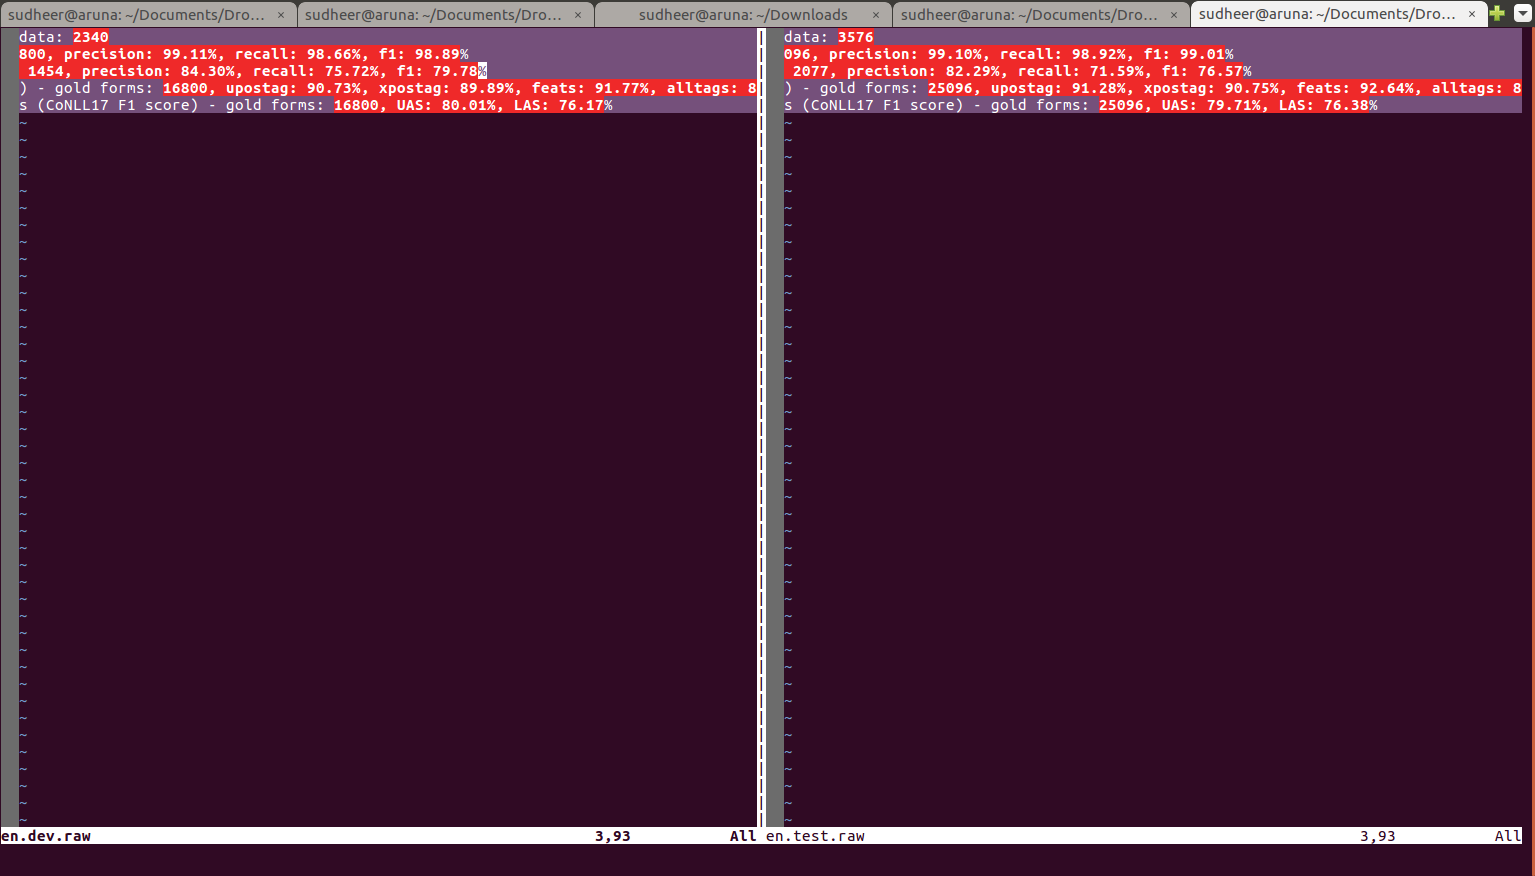 sudheer@aruna: ~/Documents/Dro... × sudheer@aruna: ~/Documents/Dro... × sudheer@aruna: ~/Downloads × sudheer@aruna: ~/Documents/Dro... × sudheer@aruna: ~/Documents/Dro... ×
data: 2340
800, precision: 99.11%, recall: 98.66%, f1: 98.89%
1454, precision: 84.30%, recall: 75.72%, f1: 79.78%
) - gold forms: 16800, upostag: 90.73%, xpostag: 89.89%, feats: 91.77%, alltags: 8
s (CoNLL17 F1 score) - gold forms: 16800, UAS: 80.01%, LAS: 76.17%
en.dev.raw 3,93 All
data: 3576
096, precision: 99.10%, recall: 98.92%, f1: 99.01%
2077, precision: 82.29%, recall: 71.59%, f1: 76.57%
) - gold forms: 25096, upostag: 91.28%, xpostag: 90.75%, feats: 92.64%, alltags: 8
s (CoNLL17 F1 score) - gold forms: 25096, UAS: 79.71%, LAS: 76.38%
en.test.raw 3,93 All